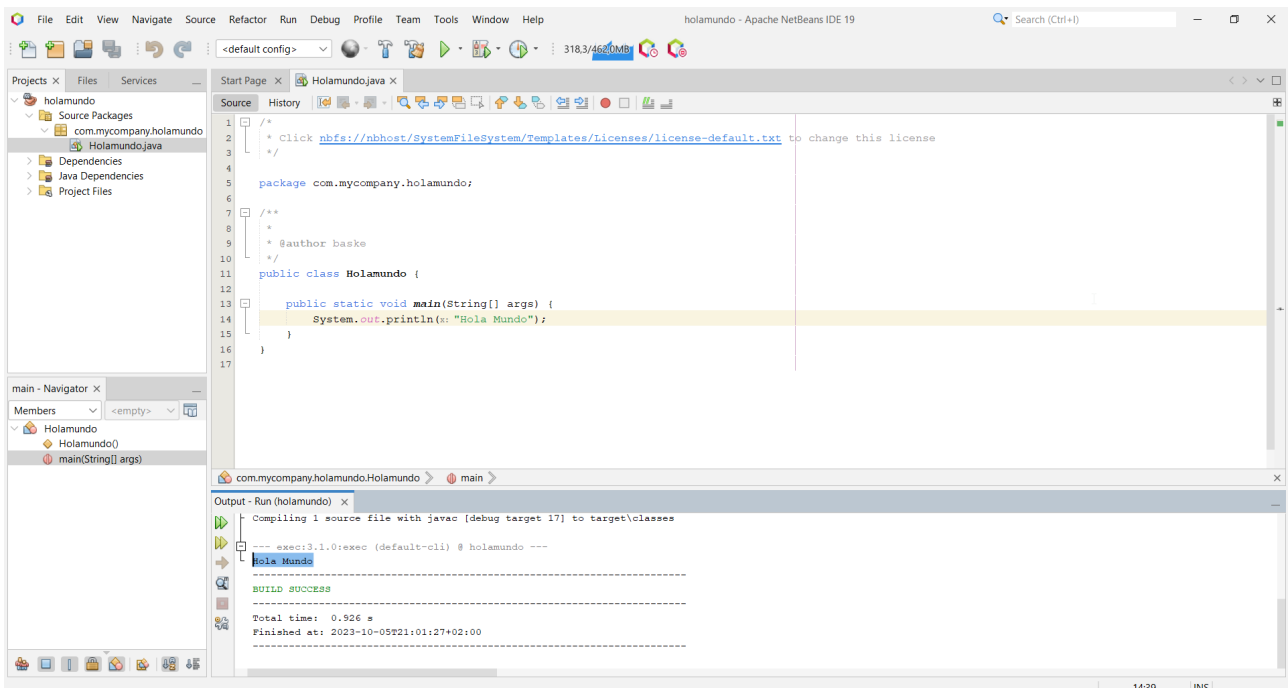 File Edit View Navigate Source Refactor Run Debug Profile Team Tools Window Help holamundo - Apache NetBeans IDE 19 Search (Ctrl+I)
<default config> 318,3/462,0MB
Projects Files Services
holamundo
Source Packages
com.mycompany.holamundo
Holamundo.java
Dependencies
Java Dependencies
Project Files
Start Page Holamundo.java
Source History
1 /*
2 * Click nbfs://nbhost/SystemFileSystem/Templates/Licenses/license-default.txt to change this license
3 */
4
5 package com.mycompany.holamundo;
6
7 /**
8 *
9 * @author baske
10 */
11 public class Holamundo {
12
13 public static void main(String[] args) {
14 System.out.println(x: "Hola Mundo");
15 }
16 }
17
main - Navigator
Members <empty>
Holamundo
Holamundo()
main(String[] args)
com.mycompany.holamundo.Holamundo main
Output - Run (holamundo)
Compiling 1 source file with javac [debug target 17] to target\classes
--- exec:3.1.0:exec (default-cli) @ holamundo ---
Hola Mundo
------------------------------------------------------------------------
BUILD SUCCESS
------------------------------------------------------------------------
Total time: 0.926 s
Finished at: 2023-10-05T21:01:27+02:00
------------------------------------------------------------------------
14:39 INS